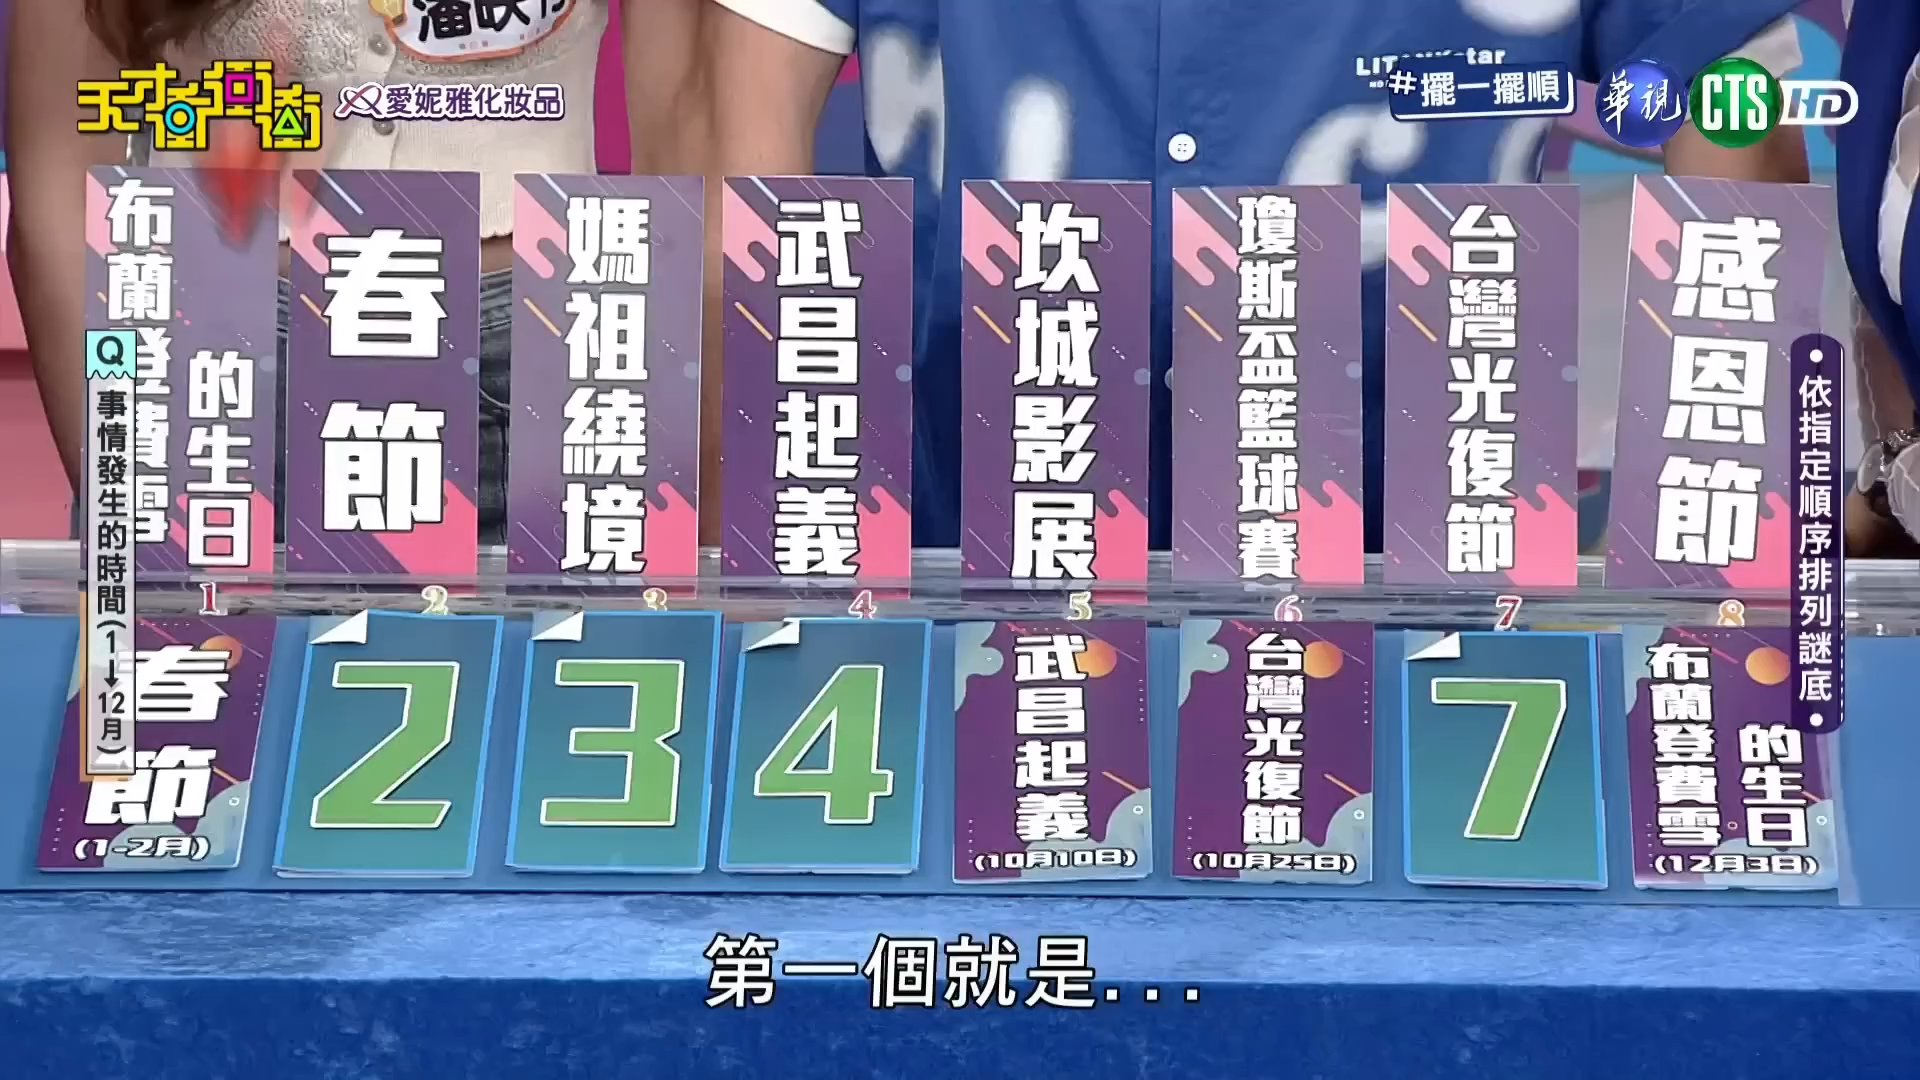 潘映竹
天才衝衝衝
愛妮雅化妝品
#擺一擺順
華視
CTS
HD
布蘭登費雪
的生日
春節
媽祖繞境
武昌起義
坎城影展
瓊斯盃籃球賽
台灣光復節
感恩節
Q
事情發生的時間(1→12月)
依指定順序排列謎底
1
2
3
4
5
6
7
8
春節
(1-2月)
2
3
4
武昌起義
(10月10日)
台灣光復節
(10月25日)
7
布蘭登費雪
的生日
(12月3日)
第一個就是...